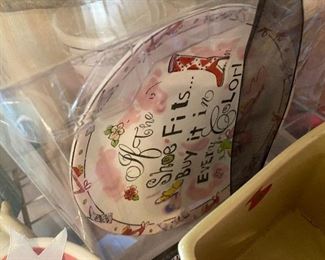 If The
Shoe Fits...
Buy it in
Every Color!